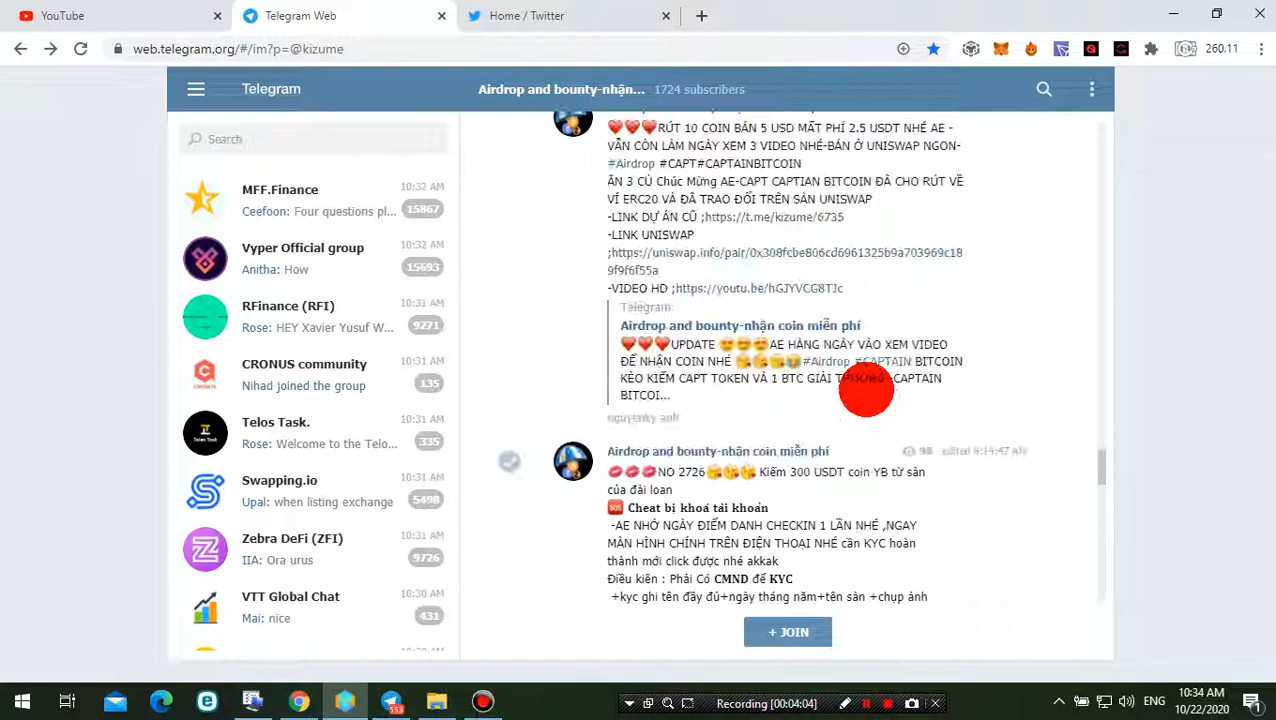 YouTube
Telegram Web
Home / Twitter
web.telegram.org/#/im?p=@kizume
260.11
Telegram
Airdrop and bounty-nhận...
1724 subscribers
Search
MFF.Finance
10:32 AM
Ceefoon: Four questions pl...
15867
Vyper Official group
10:32 AM
Anitha: How
15693
RFinance (RFI)
10:31 AM
Rose: HEY Xavier Yusuf W...
9271
CRONUS community
10:31 AM
Nihad joined the group
135
Telos Task.
10:31 AM
Rose: Welcome to the Telo...
335
Swapping.io
10:31 AM
Upal: when listing exchange
5498
Zebra DeFi (ZFI)
10:30 AM
IIA: Ora urus
9726
VTT Global Chat
10:30 AM
Mai: nice
431
❤️❤️❤️RÚT 10 COIN BÁN 5 USD MẤT PHÍ 2.5 USDT NHÉ AE -
VẪN CÒN LÀM NGÀY XEM 3 VIDEO NHÉ-BÁN Ở UNISWAP NGON-
#Airdrop #CAPT#CAPTAINBITCOIN
ĂN 3 CỦ Chúc Mừng AE-CAPT CAPTIAN BITCOIN ĐÃ CHO RÚT VỀ
VÍ ERC20 VÀ ĐÃ TRAO ĐỔI TRÊN SÀN UNISWAP
-LINK DỰ ÁN CŨ ;https://t.me/kizume/6735
-LINK UNISWAP
;https://uniswap.info/pair/0x308fcbe806cd6961325b9a703969c18
9f9f6f55a
-VIDEO HD ;https://youtu.be/hGJYVCG8TJc
Telegram
Airdrop and bounty-nhận coin miễn phí
❤️❤️❤️UPDATE 😍😍😍AE HÀNG NGÀY VÀO XEM VIDEO
ĐỂ NHẬN COIN NHÉ 😘😘😘😭#Airdrop #CAPTAIN BITCOIN
KÈO KIẾM CAPT TOKEN VÀ 1 BTC GIẢI -CAPTAIN
BITCOI...
nguyenky anh
Airdrop and bounty-nhận coin miễn phí
98 edited
💋💋💋NO 2726😘😘😘 Kiếm 300 USDT coin YB từ sàn
của đài loan
🆘 Cheat bị khoá tài khoản
-AE NHỚ NGÀY ĐIỂM DANH CHECKIN 1 LẦN NHÉ ,NGAY
MÀN HÌNH CHÍNH TRÊN ĐIỆN THOẠI NHÉ cần KYC hoàn
thành mới click được nhé akkak
Điều kiện : Phải Có CMND để KYC
+kyc ghi tên đầy đủ+ngày tháng năm+tên sàn +chụp ảnh
+ JOIN
553
Recording [00:04:04]
ENG
10:34 AM
10/22/2020
1